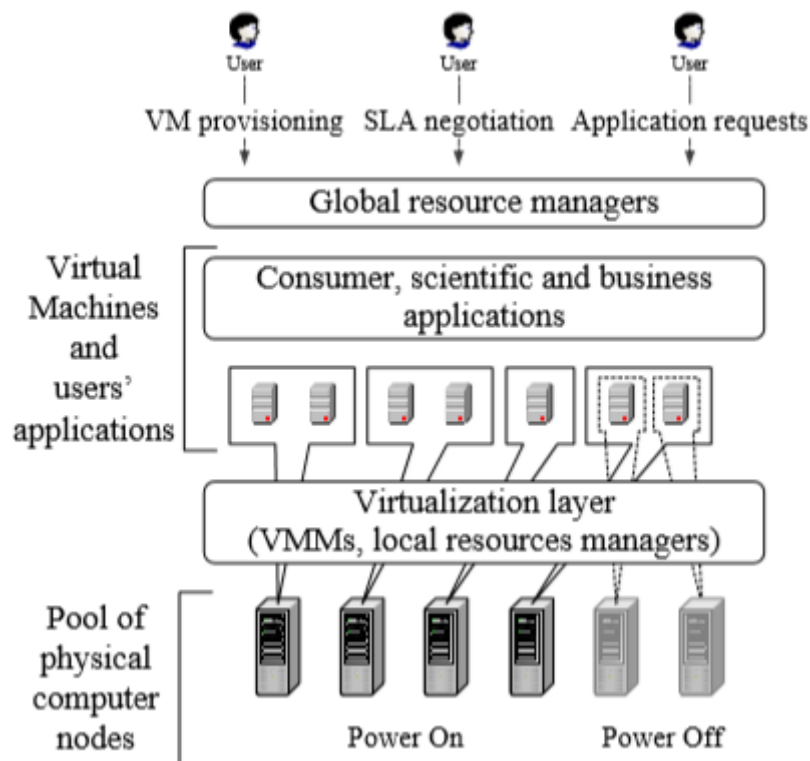 User
User
User
VM provisioning
SLA negotiation
Application requests
Global resource managers
Virtual
Machines
and
users'
applications
Consumer, scientific and business
applications
Virtualization layer
(VMMs, local resources managers)
Pool of
physical
computer
nodes
Power On
Power Off